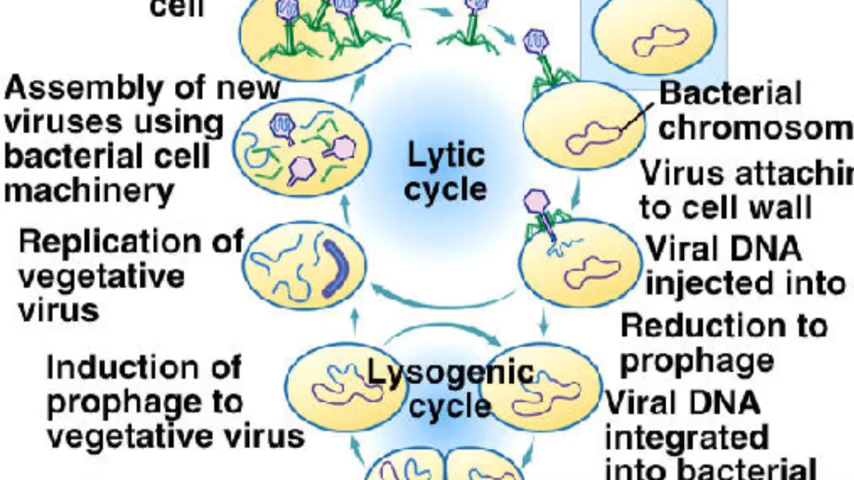 cell
Assembly of new
viruses using
bacterial cell
machinery
Replication of
vegetative
virus
Induction of
prophage to
vegetative virus
Lytic
cycle
Lysogenic
cycle
Bacterial
chromosom
Virus attachin
to cell wall
Viral DNA
injected into
Reduction to
prophage
Viral DNA
integrated
into bacterial